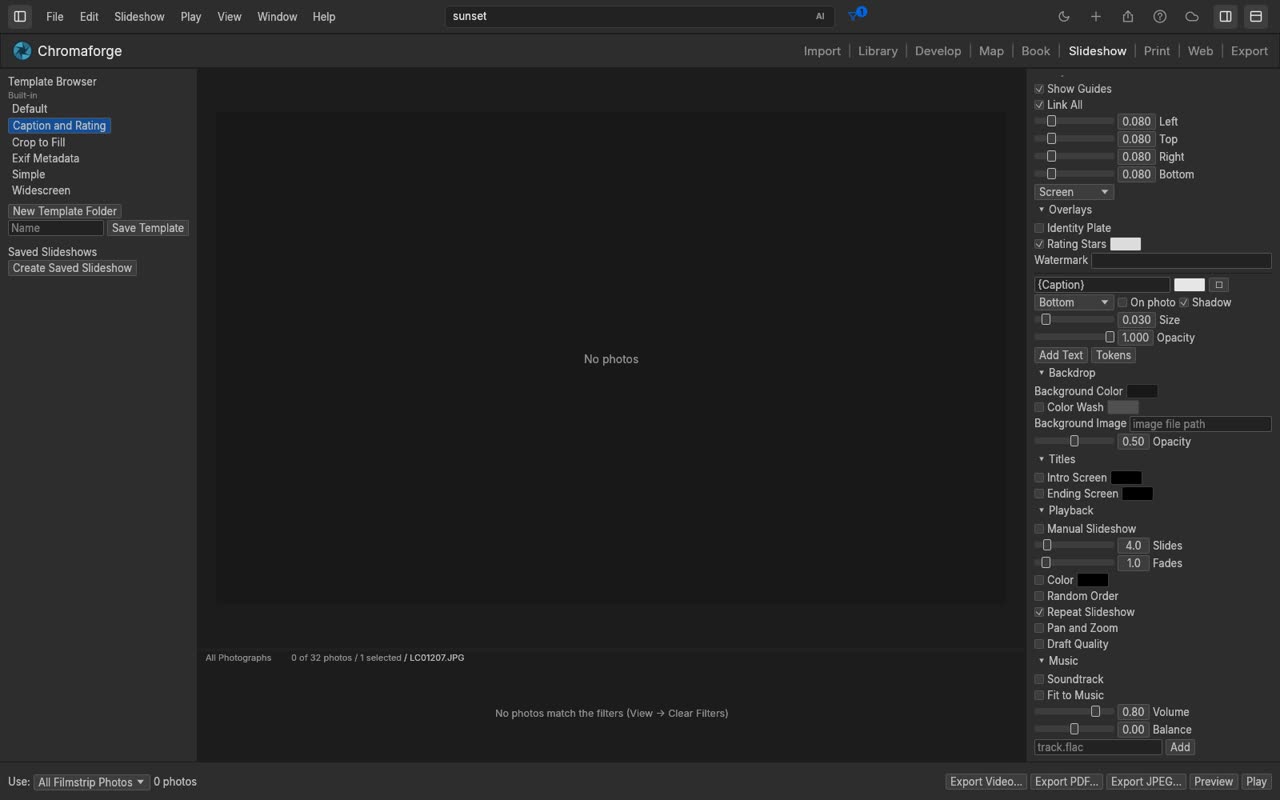 File Edit Slideshow Play View Window Help
sunset AI 1
Chromaforge
Import Library Develop Map Book Slideshow Print Web Export
Template Browser
Built-in
Default
Caption and Rating
Crop to Fill
Exif Metadata
Simple
Widescreen
New Template Folder
Name Save Template
Saved Slideshows
Create Saved Slideshow
No photos
All Photographs 0 of 32 photos / 1 selected / LC01207.JPG
No photos match the filters (View → Clear Filters)
Show Guides
Link All
0.080 Left
0.080 Top
0.080 Right
0.080 Bottom
Screen
Overlays
Identity Plate
Rating Stars
Watermark
{Caption}
Bottom On photo Shadow
0.030 Size
1.000 Opacity
Add Text Tokens
Backdrop
Background Color
Color Wash
Background Image image file path
0.50 Opacity
Titles
Intro Screen
Ending Screen
Playback
Manual Slideshow
4.0 Slides
1.0 Fades
Color
Random Order
Repeat Slideshow
Pan and Zoom
Draft Quality
Music
Soundtrack
Fit to Music
0.80 Volume
0.00 Balance
track.flac Add
Use: All Filmstrip Photos 0 photos
Export Video... Export PDF... Export JPEG... Preview Play